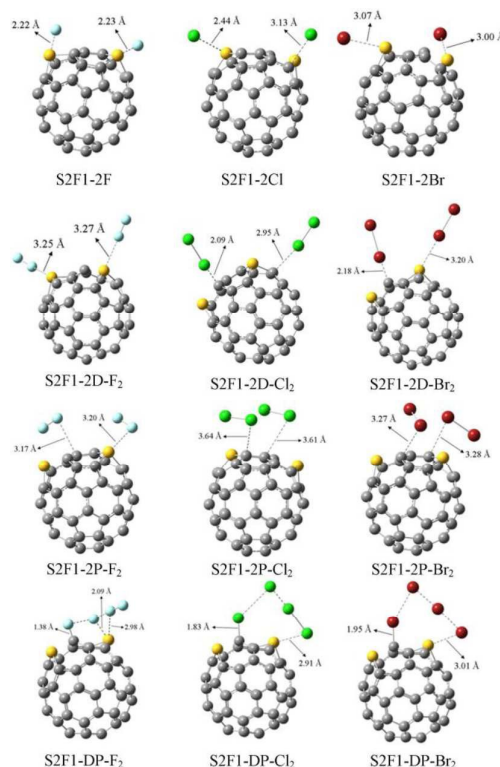 2.22 Å 2.23 Å 2.44 Å 3.13 Å 3.07 Å 3.00 Å
S2F1-2F S2F1-2Cl S2F1-2Br
3.25 Å 3.27 Å 2.09 Å 2.95 Å 2.18 Å 3.20 Å
S2F1-2D-F₂ S2F1-2D-Cl₂ S2F1-2D-Br₂
3.17 Å 3.20 Å 3.64 Å 3.61 Å 3.27 Å 3.28 Å
S2F1-2P-F₂ S2F1-2P-Cl₂ S2F1-2P-Br₂
1.38 Å 2.09 Å 2.98 Å 1.83 Å 2.91 Å 1.95 Å 3.01 Å
S2F1-DP-F₂ S2F1-DP-Cl₂ S2F1-DP-Br₂